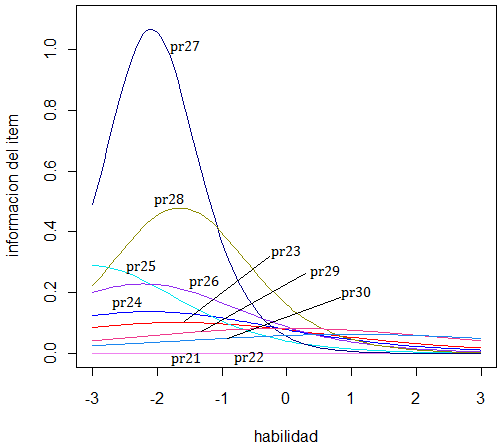 1.0
0.8
0.6
0.4
0.2
0.0
informacion del item
pr27
pr28
pr23
pr25
pr29
pr26
pr30
pr24
pr21
pr22
-3
-2
-1
0
1
2
3
habilidad